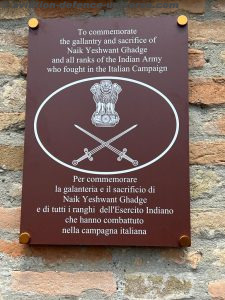 To commemorate
the gallantry and sacrifice of
Naik Yeshwant Ghadge
and all ranks of the Indian Army
who fought in the Italian Campaign
Per commemorare
la galanteria e il sacrificio di
Naik Yeshwant Ghadge
e di tutti i ranghi dell'Esercito Indiano
che hanno combattuto
nella campagna italiana